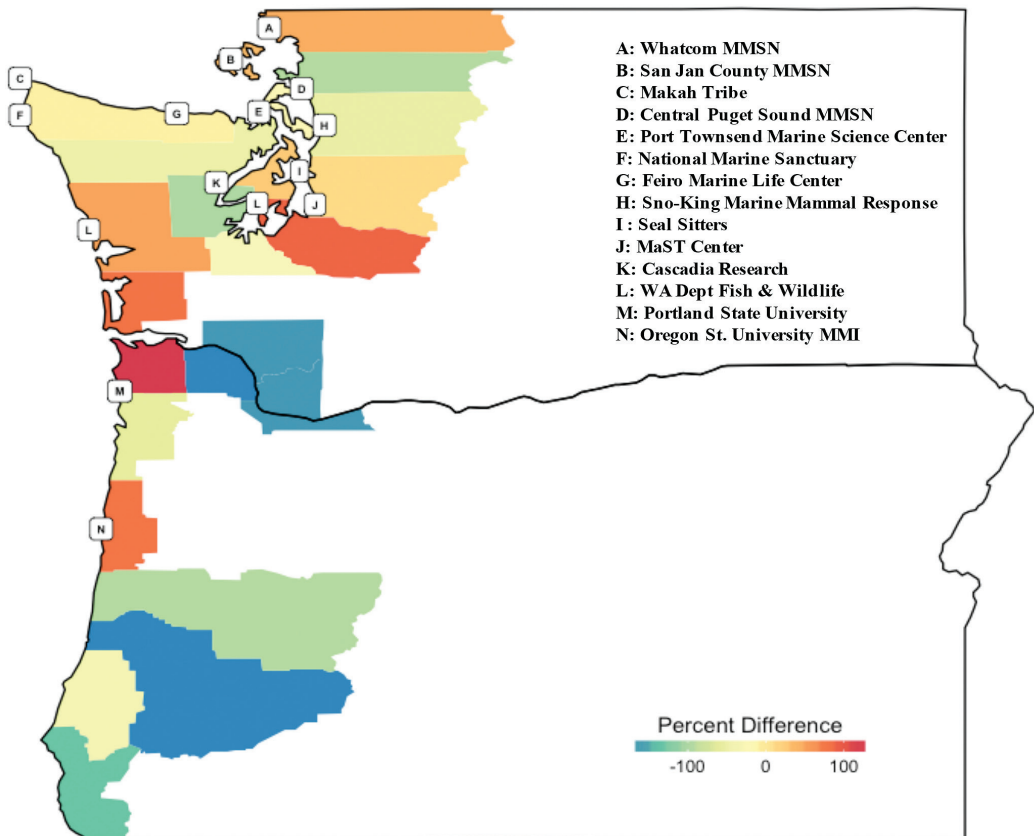 A
B
C
D
F
G
E
H
K
I
L
J
L
M
N
A: Whatcom MMSN
B: San Jan County MMSN
C: Makah Tribe
D: Central Puget Sound MMSN
E: Port Townsend Marine Science Center
F: National Marine Sanctuary
G: Feiro Marine Life Center
H: Sno-King Marine Mammal Response
I : Seal Sitters
J: MaST Center
K: Cascadia Research
L: WA Dept Fish & Wildlife
M: Portland State University
N: Oregon St. University MMI
Percent Difference
-100 0 100